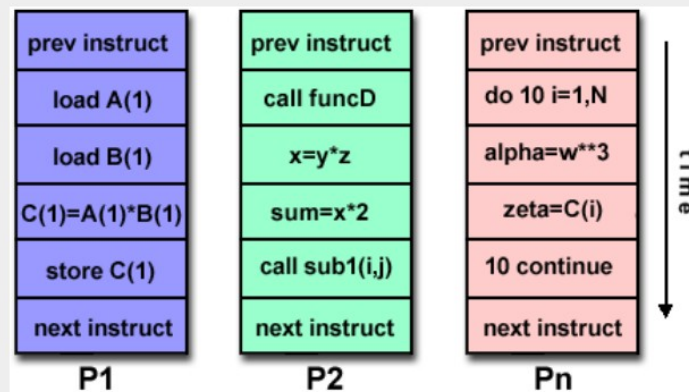 prev instruct
load A(1)
load B(1)
C(1)=A(1)*B(1)
store C(1)
next instruct
P1
prev instruct
call funcD
x=y*z
sum=x*2
call sub1(i,j)
next instruct
P2
prev instruct
do 10 i=1,N
alpha=w**3
zeta=C(i)
10 continue
next instruct
Pn
time